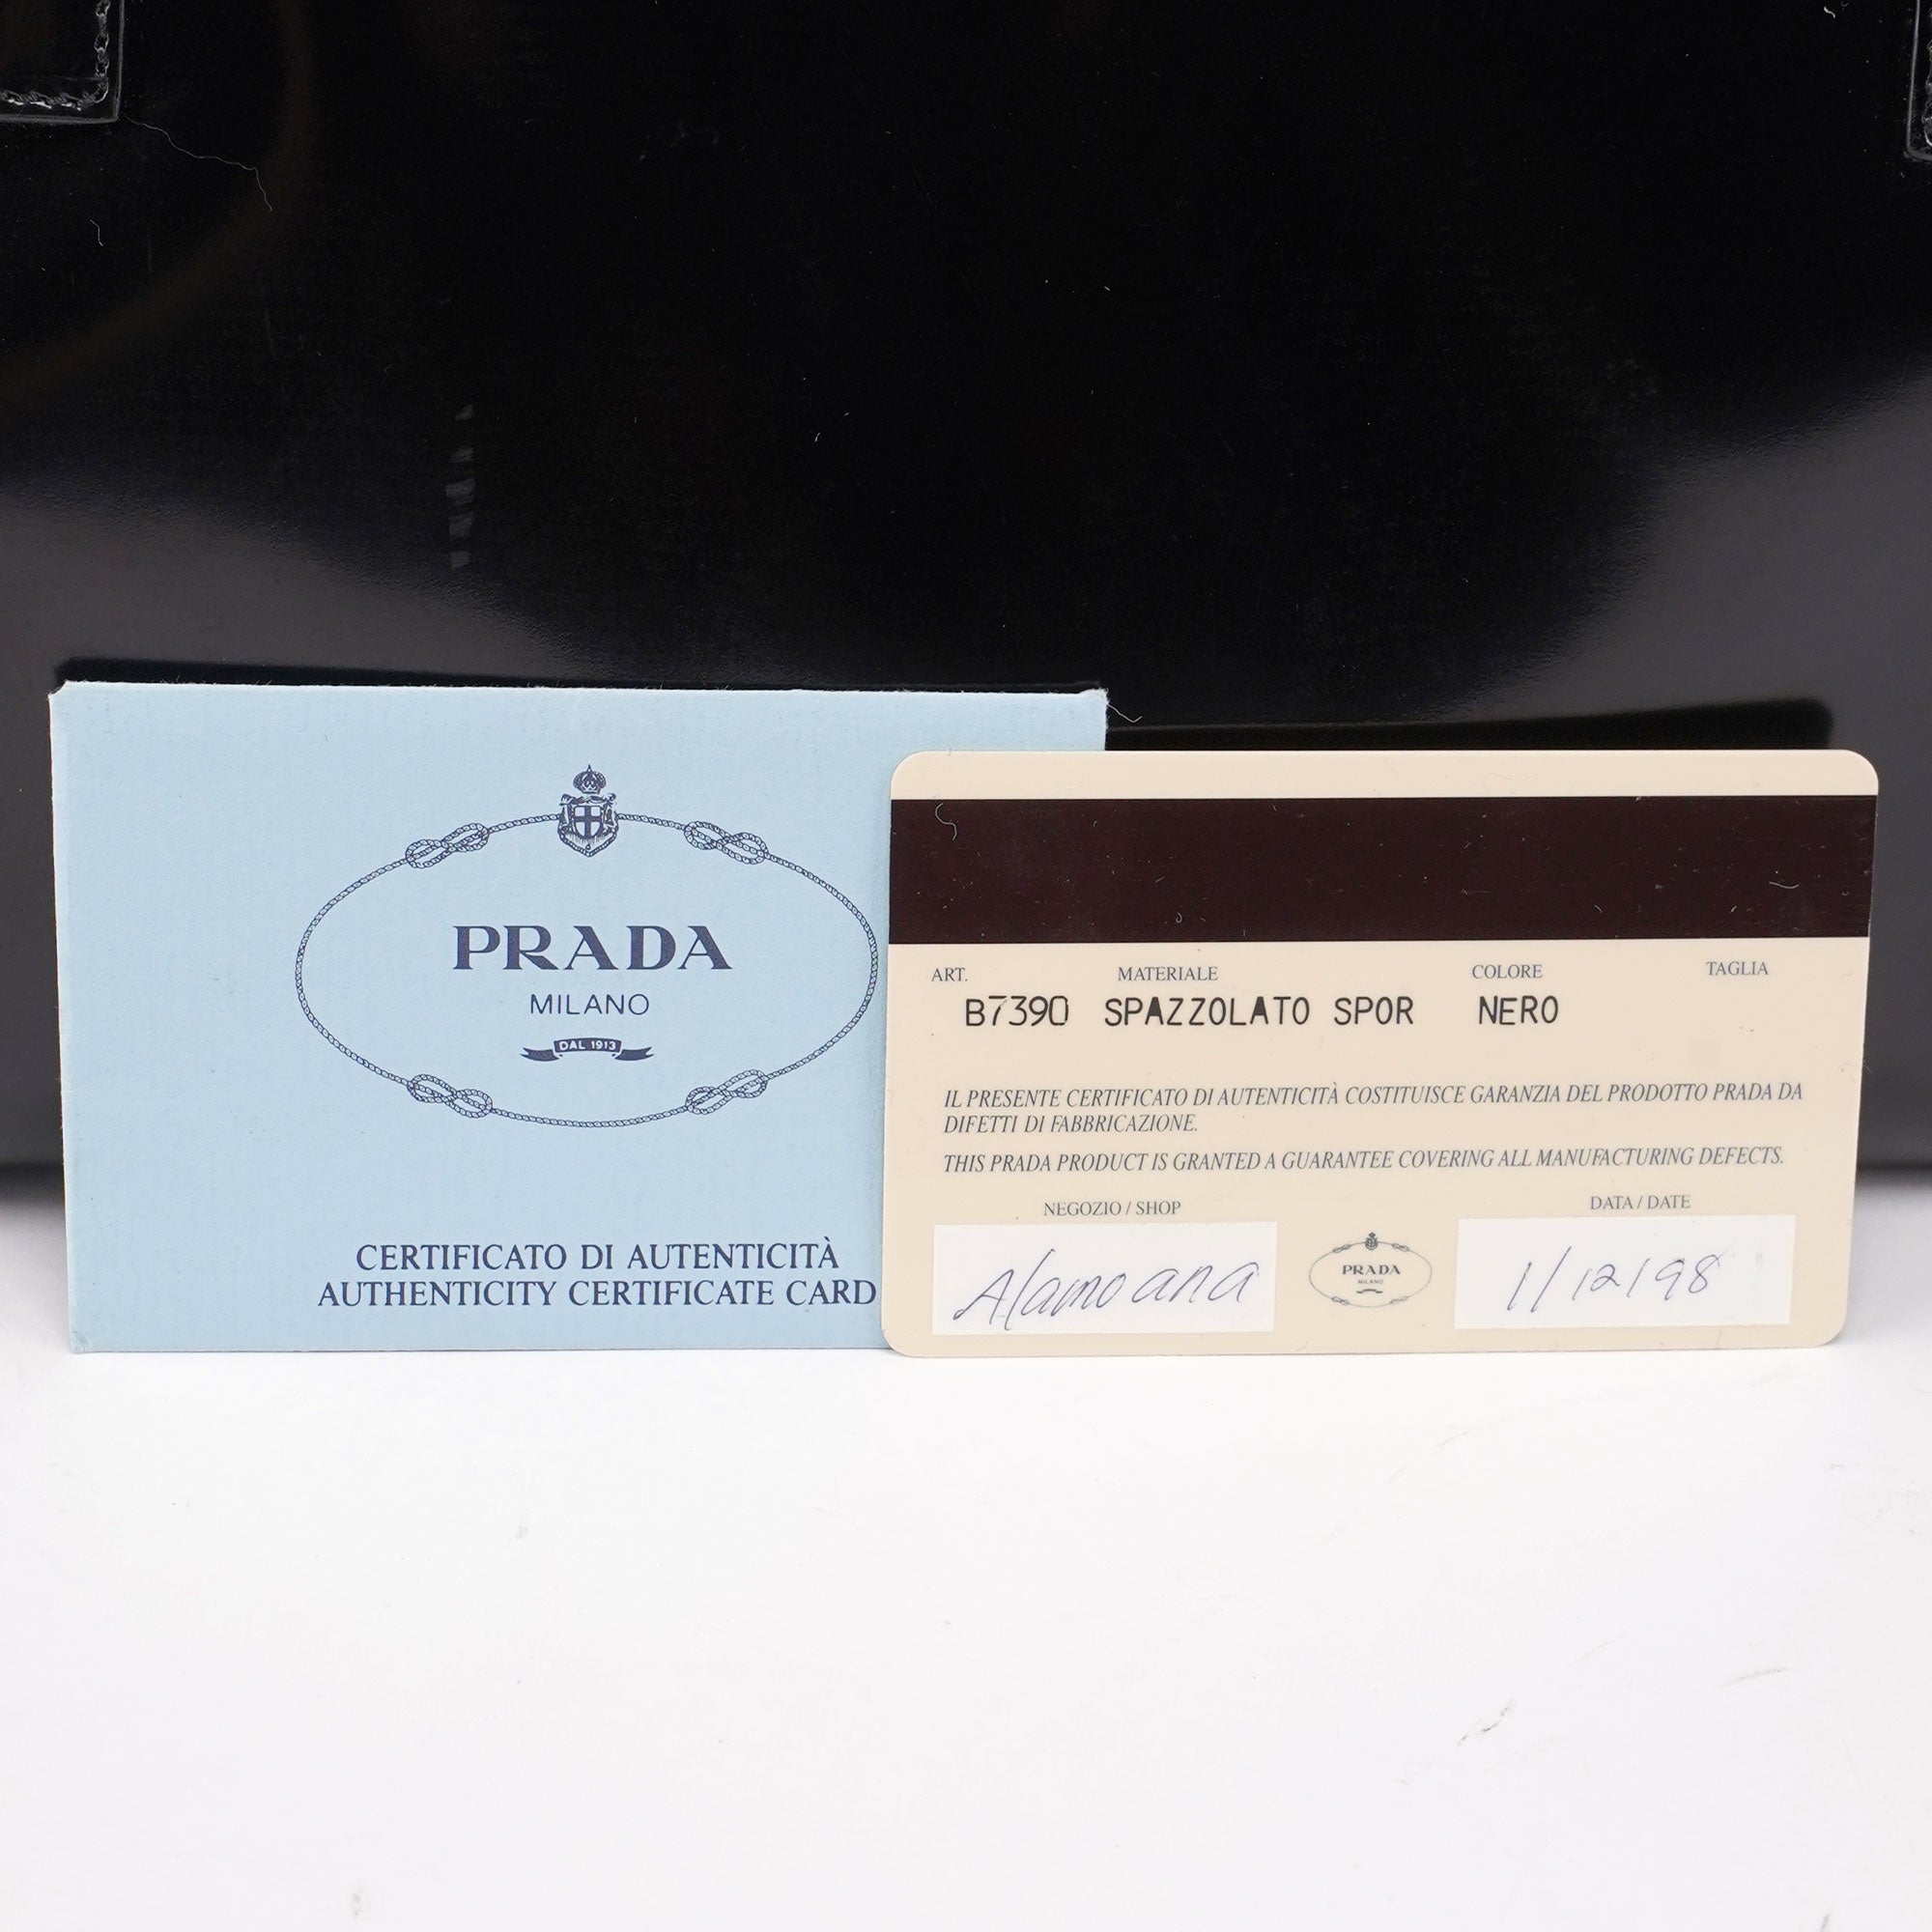 PRADA
MILANO
DAL 1913
CERTIFICATO DI AUTENTICITÀ
AUTHENTICITY CERTIFICATE CARD
ART. MATERIALE COLORE TAGLIA
B7390 SPAZZOLATO SPOR NERO
IL PRESENTE CERTIFICATO DI AUTENTICITÀ COSTITUISCE GARANZIA DEL PRODOTTO PRADA DA
DIFETTI DI FABBRICAZIONE.
THIS PRADA PRODUCT IS GRANTED A GUARANTEE COVERING ALL MANUFACTURING DEFECTS.
NEGOZIO / SHOP DATA / DATE
Alamoana 1/12/98
PRADA
MILANO